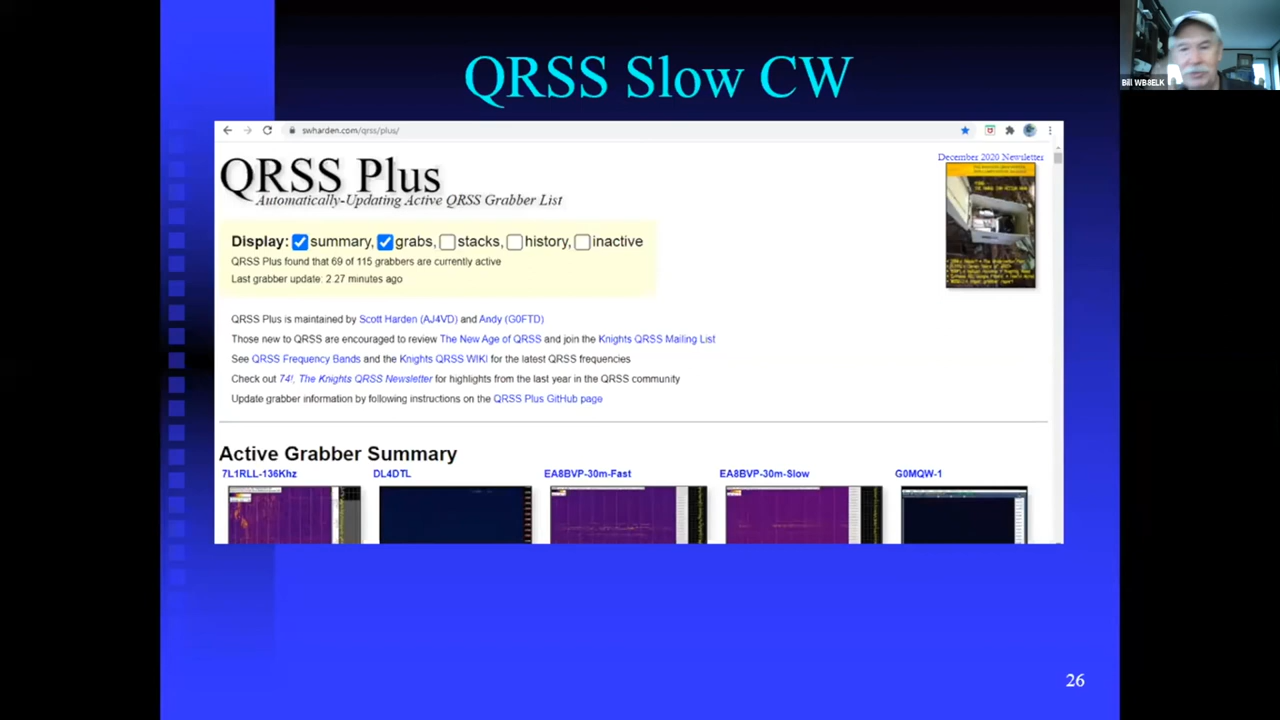 QRSS Slow CW
Bill WB8ELK
swharden.com/qrss/plus/
QRSS Plus
Automatically-Updating Active QRSS Grabber List
December 2020 Newsletter
Display: summary, grabs, stacks, history, inactive
QRSS Plus found that 69 of 115 grabbers are currently active
Last grabber update: 2.27 minutes ago
QRSS Plus is maintained by Scott Harden (AJ4VD) and Andy (G0FTD)
Those new to QRSS are encouraged to review The New Age of QRSS and join the Knights QRSS Mailing List
See QRSS Frequency Bands and the Knights QRSS WIKI for the latest QRSS frequencies
Check out 74!, The Knights QRSS Newsletter for highlights from the last year in the QRSS community
Update grabber information by following instructions on the QRSS Plus GitHub page
Active Grabber Summary
7L1RLL-136Khz DL4DTL EA8BVP-30m-Fast EA8BVP-30m-Slow G0MQW-1
26